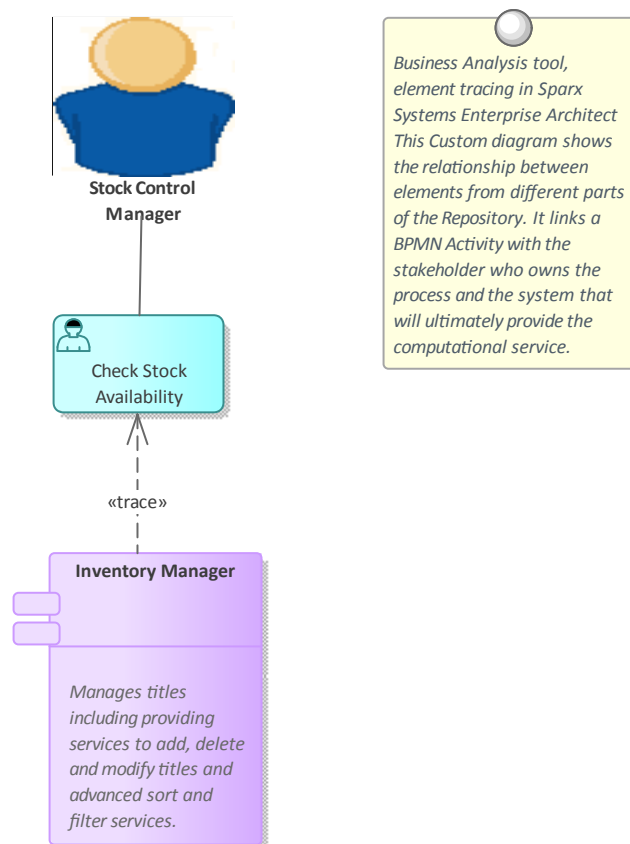 Stock Control
Manager
Check Stock
Availability
«trace»
Inventory Manager
Manages titles
including providing
services to add, delete
and modify titles and
advanced sort and
filter services.
Business Analysis tool,
element tracing in Sparx
Systems Enterprise Architect
This Custom diagram shows
the relationship between
elements from different parts
of the Repository. It links a
BPMN Activity with the
stakeholder who owns the
process and the system that
will ultimately provide the
computational service.